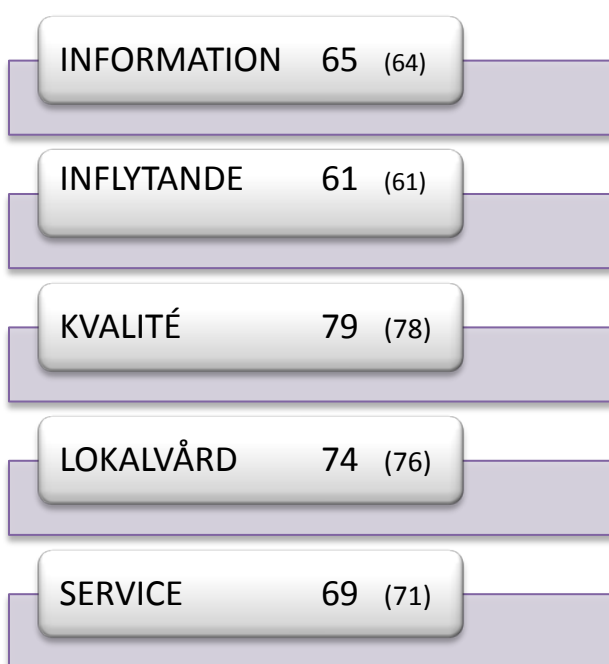 INFORMATION 65 (64)
INFLYTANDE 61 (61)
KVALITÉ 79 (78)
LOKALVÅRD 74 (76)
SERVICE 69 (71)